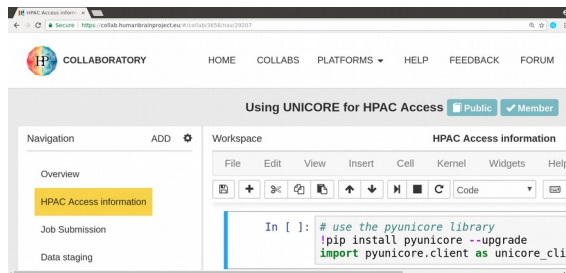 HPAC Access inform
Secure https://collab.humanbrainproject.eu/#/collab/3656/nav/29267
HP COLLABORATORY HOME COLLABS PLATFORMS HELP FEEDBACK FORUM
Using UNICORE for HPAC Access Public Member
Navigation ADD
Workspace HPAC Access information
File Edit View Insert Cell Kernel Widgets Help
Code
Overview
HPAC Access information
Job Submission
Data staging
In [ ]: # use the pyunicore library
!pip install pyunicore --upgrade
import pyunicore.client as unicore_cli